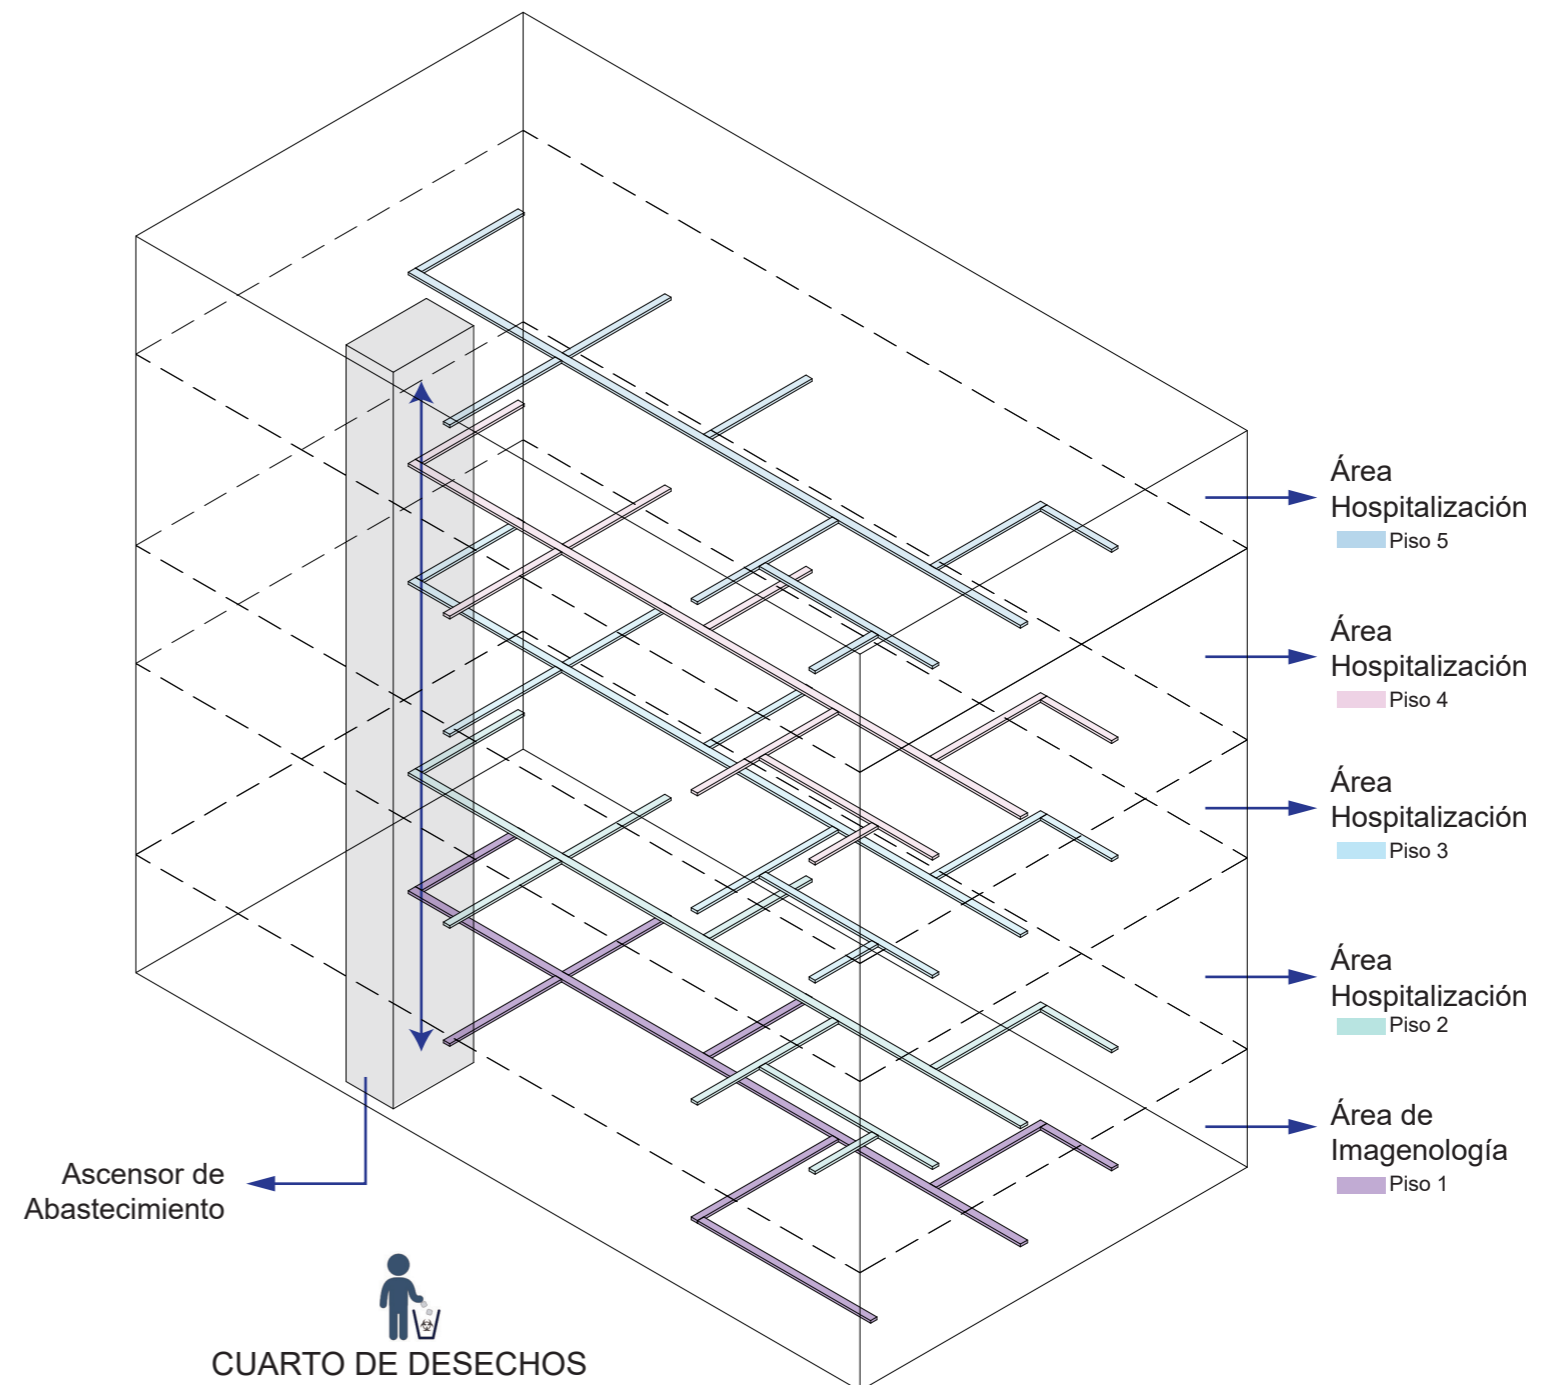 Área
Hospitalización
Piso 5
Área
Hospitalización
Piso 4
Área
Hospitalización
Piso 3
Área
Hospitalización
Piso 2
Área de
Imagenología
Piso 1
Ascensor de
Abastecimiento
CUARTO DE DESECHOS